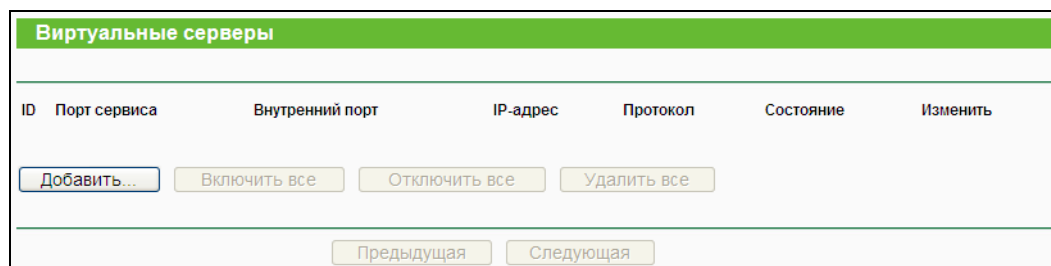 Виртуальные серверы
ID Порт сервиса Внутренний порт IP-адрес Протокол Состояние Изменить
Добавить... Включить все Отключить все Удалить все
Предыдущая Следующая